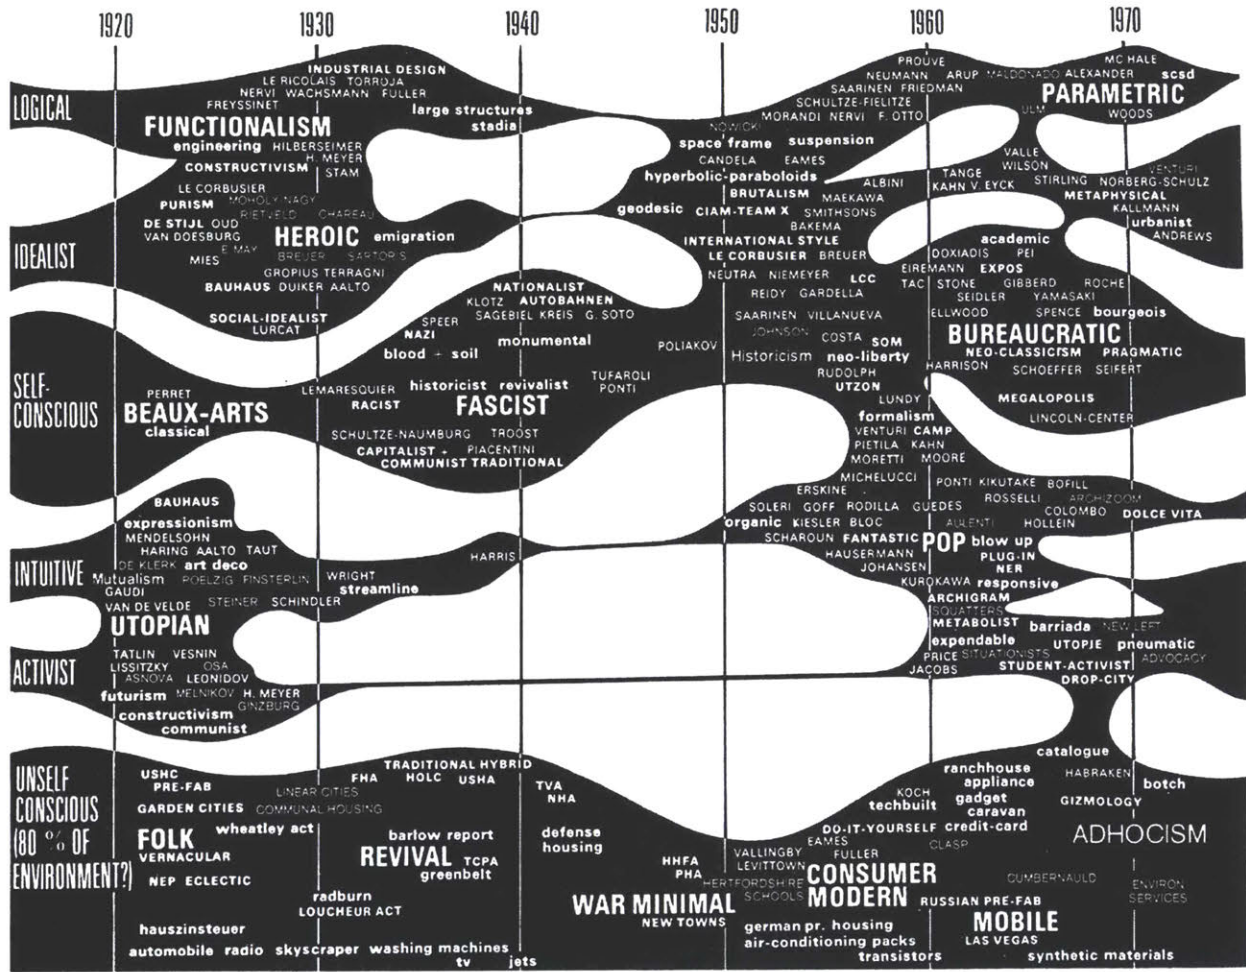 1920 1930 1940 1950 1960 1970
LOGICAL
INDUSTRIAL DESIGN
LE RICOLAIS TORROJA
NERVI WACHSMANN FULLER
FREYSSINET
large structures
stadia
FUNCTIONALISM
engineering HILBERSEIMER
H. MEYER
CONSTRUCTIVISM
STAM
PROUVE
NEUMANN ARUP MALDONADO ALEXANDER
MC HALE
scsd
SAARINEN FRIEDMAN
PARAMETRIC
SCHULTZE-FIELITZE
ULM
WOODS
MORANDI NERVI F. OTTO
NOWICKI
space frame suspension
CANDELA EAMES
hyperbolic-paraboloids
VALLE
WILSON
VENTURI
ALBINI
TANGE
KAHN V. EYCK
STIRLING NORBERG-SCHULZ
BRUTALISM
MAEKAWA
METAPHYSICAL
KALLMANN
geodesic CIAM-TEAM X SMITHSONS
BAKEMA
urbanist
ANDREWS
IDEALIST
LE CORBUSIER
PURISM MOHOLY-NAGY
RIETVELD CHAREAU
DE STIJL OUD
VAN DOESBURG
HEROIC emigration
E. MAY
MIES
BREUER SARTORIS
GROPIUS TERRAGNI
BAUHAUS DUIKER AALTO
SOCIAL-IDEALIST
LURCAT
INTERNATIONAL STYLE
LE CORBUSIER BREUER
NEUTRA NIEMEYER LCC
REIDY GARDELLA
academic
DOXIADIS PEI
EIREMANN EXPOS
TAC STONE GIBBERD ROCHE
SEIDLER YAMASAKI
ELLWOOD SPENCE bourgeois
BUREAUCRATIC
NEO-CLASSICISM PRAGMATIC
HARRISON SCHOEFFER SEIFERT
MEGALOPOLIS
LINCOLN-CENTER
NATIONALIST
KLOTZ AUTOBAHNEN
SAGEBIEL KREIS G. SOTO
SPEER
NAZI
monumental
blood + soil
SAARINEN VILLANUEVA
JOHNSON COSTA SOM
POLIAKOV Historicism neo-liberty
RUDOLPH
UTZON
LUNDY
formalism
VENTURI CAMP
PIETILA KAHN
MORETTI MOORE
SELF-
CONSCIOUS
PERRET
BEAUX-ARTS
classical
LEMARESQUIER historicist revivalist
TUFAROLI
PONTI
RACIST FASCIST
SCHULTZE-NAUMBURG TROOST
CAPITALIST + PIACENTINI
COMMUNIST TRADITIONAL
MICHELUCCI
ERSKINE
PONTI KIKUTAKE BOFILL
ROSSELLI ARCHIZOOM
SOLERI GOFF RODILLA GUEDES
COLOMBO DOLCE VITA
organic KIESLER BLOC AULENTI HOLLEIN
SCHAROUN FANTASTIC POP blow up
HAUSERMANN
JOHANSEN
PLUG-IN
NER
KUROKAWA responsive
INTUITIVE
BAUHAUS
expressionism
MENDELSOHN
HARING AALTO TAUT
DE KLERK art deco
Mutualism POELZIG FINSTERLIN
GAUDI
HARRIS
WRIGHT
streamline
VAN DE VELDE STEINER SCHINDLER
UTOPIAN
ARCHIGRAM
SQUATTERS
METABOLIST barriada NEW LEFT
expendable UTOPJE pneumatic
PRICE SITUATIONISTS
JACOBS STUDENT-ACTIVIST ADVOCACY
DROP-CITY
ACTIVIST
TATLIN VESNIN
LISSITZKY OSA
ASNOVA LEONIDOV
futurism MELNIKOV H. MEYER
GINZBURG
constructivism
communist
UNSELF
CONSCIOUS
(80 % OF
ENVIRONMENT?)
USHC
PRE-FAB
TRADITIONAL HYBRID
FHA HOLC USHA
LINEAR CITIES
TVA
NHA
GARDEN CITIES COMMUNAL HOUSING
FOLK wheatley act
VERNACULAR
barlow report
REVIVAL TCPA
greenbelt
defense
housing
NEP ECLECTIC
radburn
LOUCHEUR ACT
hauszinsteuer
automobile radio skyscraper washing machines
tv jets
catalogue
ranchhouse
appliance
HABRAKEN botch
KOCH
techbuilt
gadget
caravan
GIZMOLOGY
DO-IT-YOURSELF credit-card
ADHOCISM
EAMES
FULLER
CLASP
VALLINGBY
LEVITTOWN
HHFA
PHA
HERTFORDSHIRE
SCHOOLS
CONSUMER
MODERN
CUMBERNAULD
ENVIRON
SERVICES
WAR MINIMAL
NEW TOWNS
RUSSIAN PRE-FAB
MOBILE
LAS VEGAS
german pr. housing
air-conditioning packs
transistors
synthetic materials